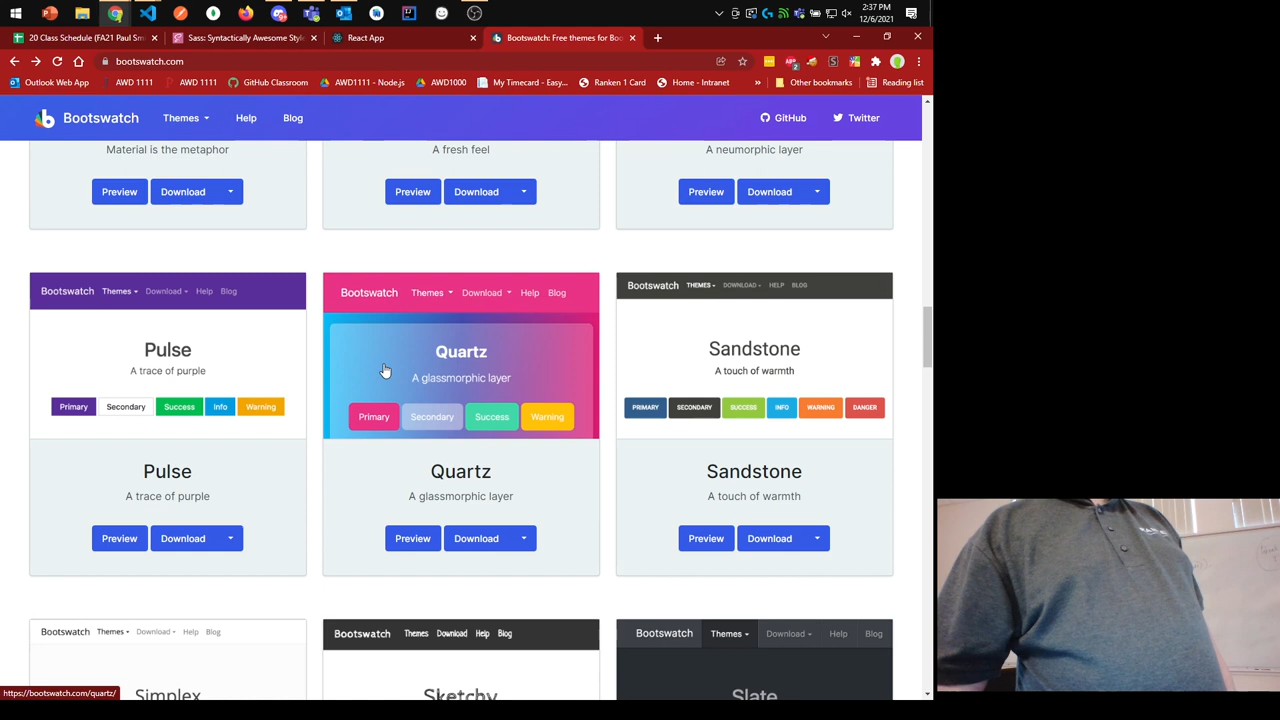 2:37 PM
12/6/2021
20 Class Schedule (FA21 Paul Sm
Sass: Syntactically Awesome Style
React App
Bootswatch: Free themes for Boo
bootswatch.com
Outlook Web App
AWD 1111
AWD 1111
GitHub Classroom
AWD1011 - Node.js
AWD1000
My Timecard - Easy...
Ranken 1 Card
Home - Intranet
»
Other bookmarks
Reading list
Bootswatch
Themes
Help
Blog
GitHub
Twitter
Material is the metaphor
A fresh feel
A neumorphic layer
Preview
Download
Preview
Download
Preview
Download
Bootswatch Themes Download Help Blog
Pulse
A trace of purple
Primary Secondary Success Info Warning
Bootswatch Themes Download Help Blog
Quartz
A glassmorphic layer
Primary Secondary Success Warning
Bootswatch THEMES DOWNLOAD HELP BLOG
Sandstone
A touch of warmth
PRIMARY SECONDARY SUCCESS INFO WARNING DANGER
Pulse
A trace of purple
Quartz
A glassmorphic layer
Sandstone
A touch of warmth
Preview
Download
Preview
Download
Preview
Download
Bootswatch Themes Download Help Blog
Simplex
Bootswatch Themes Download Help Blog
Sketchy
Bootswatch Themes Download Help Blog
Slate
https://bootswatch.com/quartz/